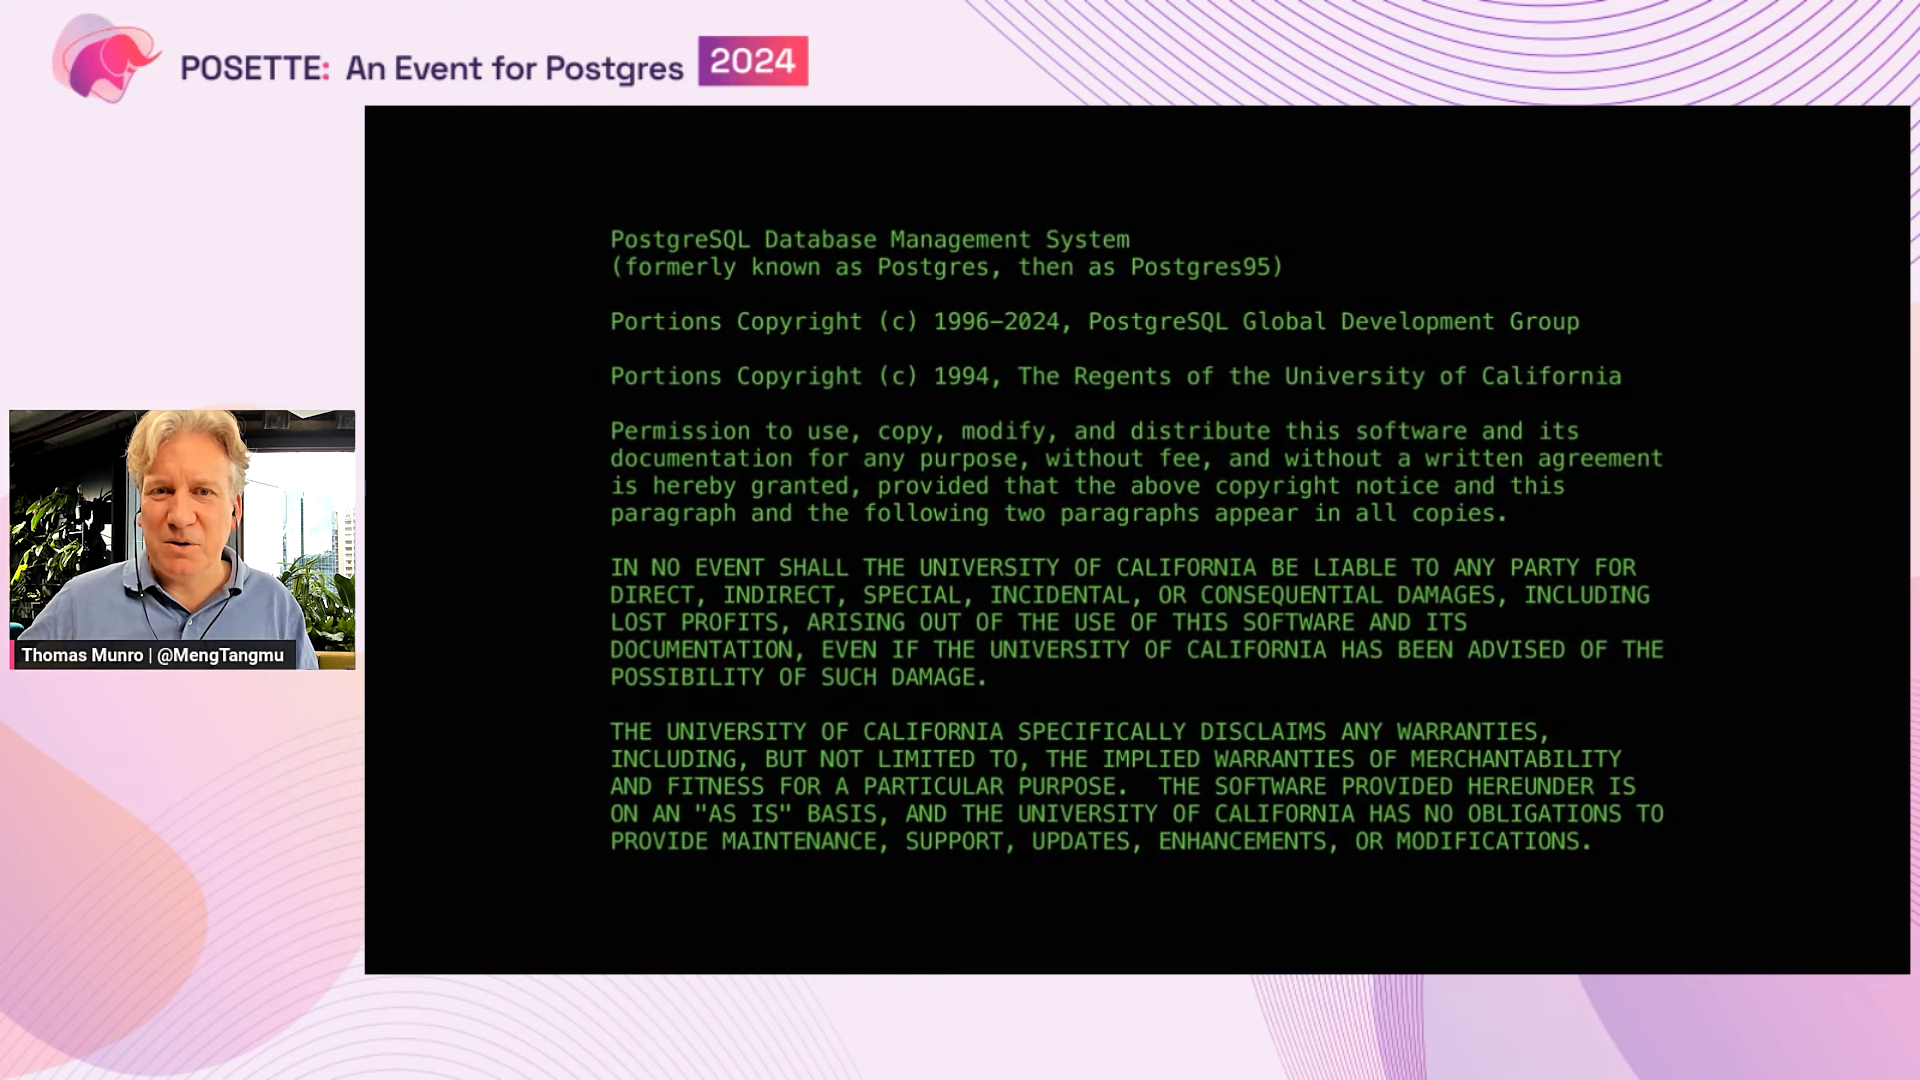 POSETTE: An Event for Postgres 2024
PostgreSQL Database Management System
(formerly known as Postgres, then as Postgres95)
Portions Copyright (c) 1996–2024, PostgreSQL Global Development Group
Portions Copyright (c) 1994, The Regents of the University of California
Permission to use, copy, modify, and distribute this software and its
documentation for any purpose, without fee, and without a written agreement
is hereby granted, provided that the above copyright notice and this
paragraph and the following two paragraphs appear in all copies.
IN NO EVENT SHALL THE UNIVERSITY OF CALIFORNIA BE LIABLE TO ANY PARTY FOR
DIRECT, INDIRECT, SPECIAL, INCIDENTAL, OR CONSEQUENTIAL DAMAGES, INCLUDING
LOST PROFITS, ARISING OUT OF THE USE OF THIS SOFTWARE AND ITS
DOCUMENTATION, EVEN IF THE UNIVERSITY OF CALIFORNIA HAS BEEN ADVISED OF THE
POSSIBILITY OF SUCH DAMAGE.
THE UNIVERSITY OF CALIFORNIA SPECIFICALLY DISCLAIMS ANY WARRANTIES,
INCLUDING, BUT NOT LIMITED TO, THE IMPLIED WARRANTIES OF MERCHANTABILITY
AND FITNESS FOR A PARTICULAR PURPOSE.  THE SOFTWARE PROVIDED HEREUNDER IS
ON AN "AS IS" BASIS, AND THE UNIVERSITY OF CALIFORNIA HAS NO OBLIGATIONS TO
PROVIDE MAINTENANCE, SUPPORT, UPDATES, ENHANCEMENTS, OR MODIFICATIONS.
Thomas Munro | @MengTangmu